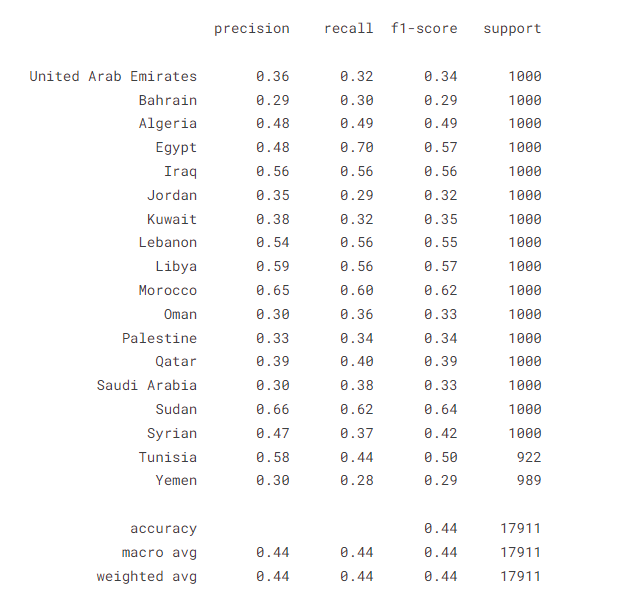 precision recall f1-score support
United Arab Emirates 0.36 0.32 0.34 1000
Bahrain 0.29 0.30 0.29 1000
Algeria 0.48 0.49 0.49 1000
Egypt 0.48 0.70 0.57 1000
Iraq 0.56 0.56 0.56 1000
Jordan 0.35 0.29 0.32 1000
Kuwait 0.38 0.32 0.35 1000
Lebanon 0.54 0.56 0.55 1000
Libya 0.59 0.56 0.57 1000
Morocco 0.65 0.60 0.62 1000
Oman 0.30 0.36 0.33 1000
Palestine 0.33 0.34 0.34 1000
Qatar 0.39 0.40 0.39 1000
Saudi Arabia 0.30 0.38 0.33 1000
Sudan 0.66 0.62 0.64 1000
Syrian 0.47 0.37 0.42 1000
Tunisia 0.58 0.44 0.50 922
Yemen 0.30 0.28 0.29 989
accuracy 0.44 17911
macro avg 0.44 0.44 0.44 17911
weighted avg 0.44 0.44 0.44 17911